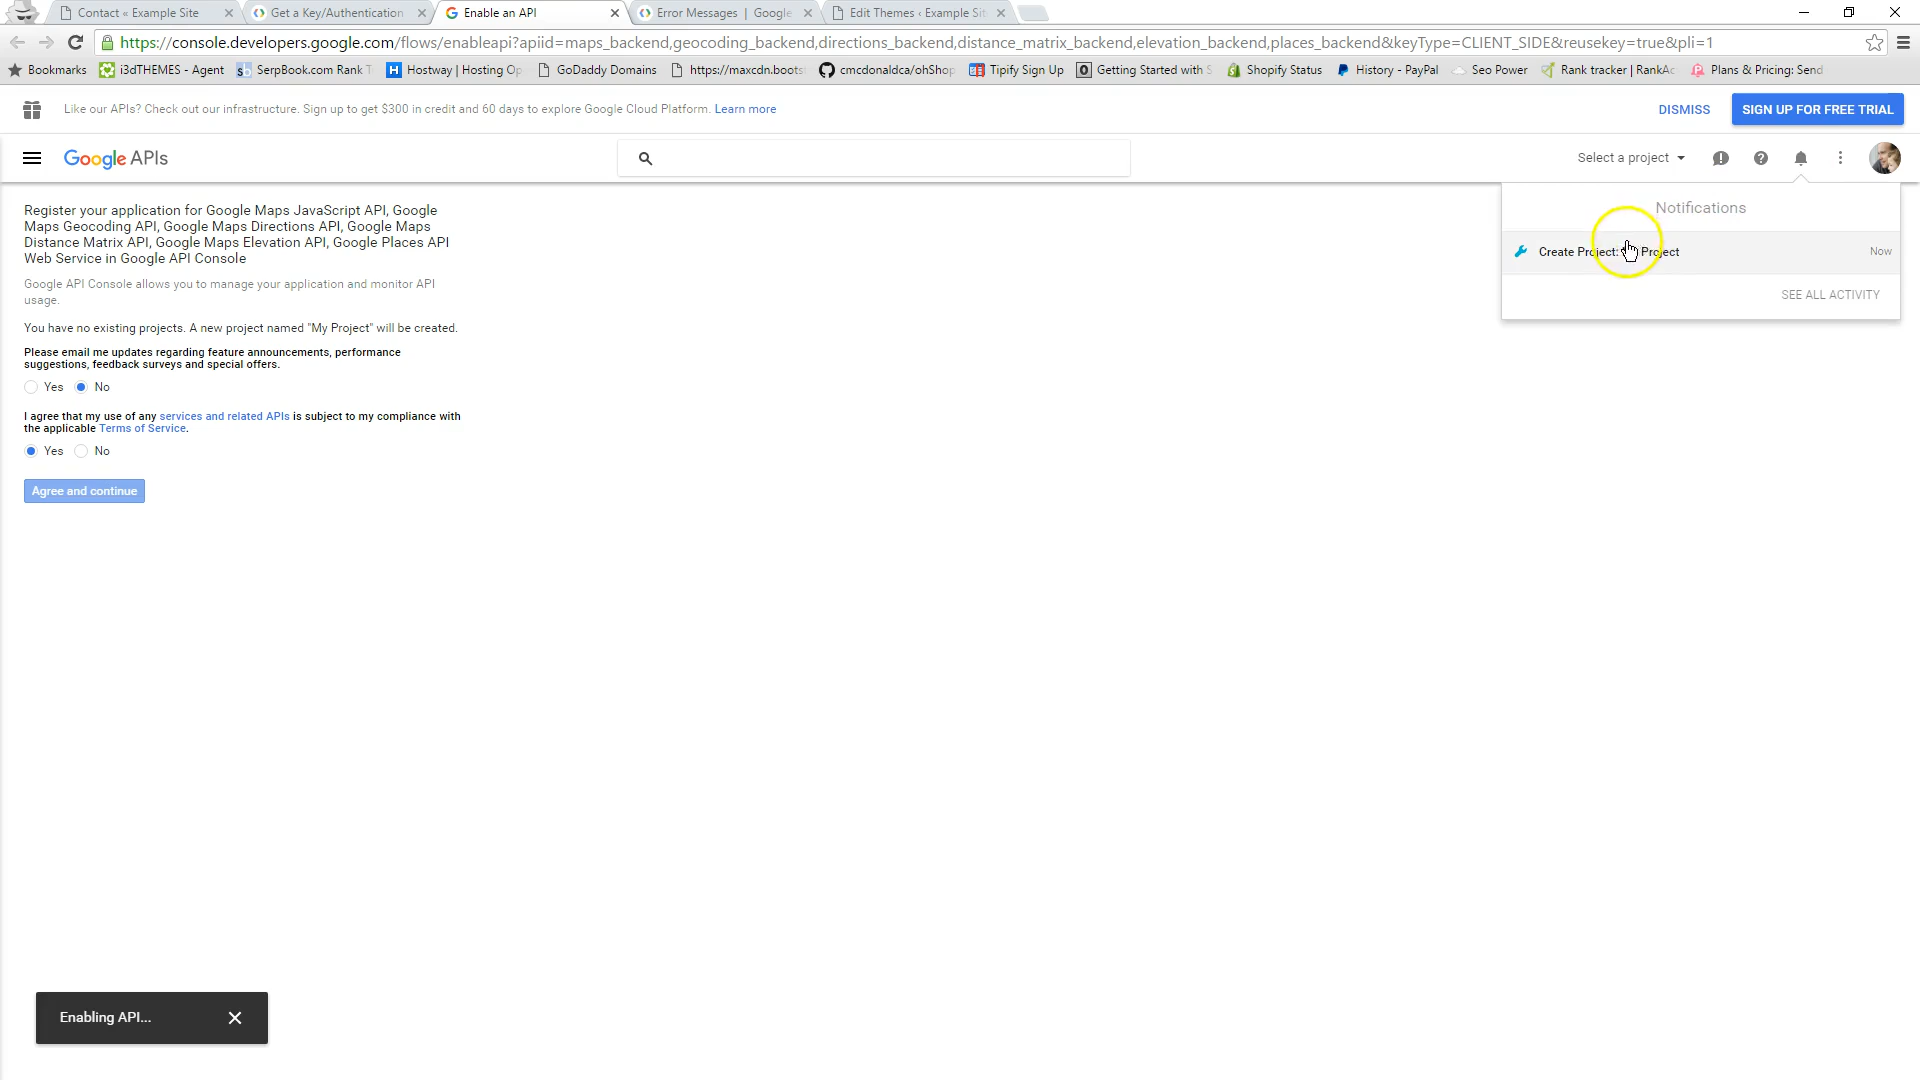 Contact « Example Site
Get a Key/Authentication
Enable an API
Error Messages | Google
Edit Themes ‹ Example Sit
https://console.developers.google.com/flows/enableapi?apiid=maps_backend,geocoding_backend,directions_backend,distance_matrix_backend,elevation_backend,places_backend&keyType=CLIENT_SIDE&reusekey=true&pli=1
Bookmarks
i3dTHEMES - Agent
SerpBook.com Rank T
Hostway | Hosting Op
GoDaddy Domains
https://maxcdn.boots
cmcdonaldca/ohShop
Tipify Sign Up
Getting Started with S
Shopify Status
History - PayPal
Seo Power
Rank tracker | RankAc
Plans & Pricing: Send
Like our APIs? Check out our infrastructure. Sign up to get $300 in credit and 60 days to explore Google Cloud Platform. Learn more
DISMISS
SIGN UP FOR FREE TRIAL
Google APIs
Select a project
Notifications
Create Project: Project
Now
SEE ALL ACTIVITY
Register your application for Google Maps JavaScript API, Google
Maps Geocoding API, Google Maps Directions API, Google Maps
Distance Matrix API, Google Maps Elevation API, Google Places API
Web Service in Google API Console
Google API Console allows you to manage your application and monitor API
usage.
You have no existing projects. A new project named "My Project" will be created.
Please email me updates regarding feature announcements, performance
suggestions, feedback surveys and special offers.
Yes No
I agree that my use of any services and related APIs is subject to my compliance with
the applicable Terms of Service.
Yes No
Agree and continue
Enabling API...